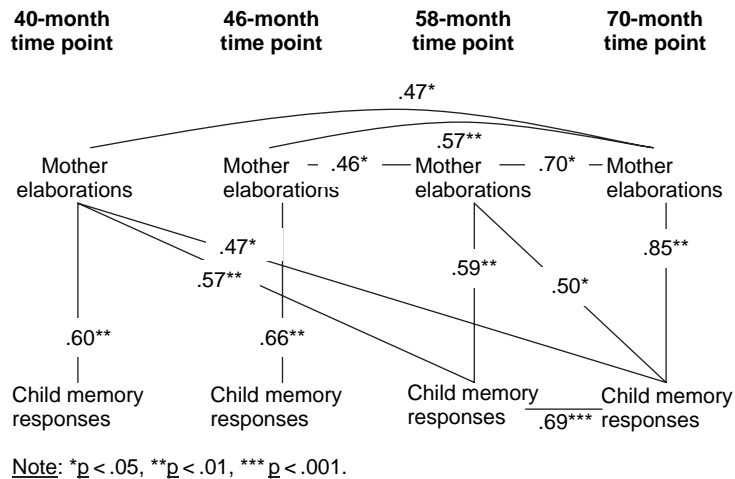 40-month 46-month 58-month 70-month
time point time point time point time point
.47*
.57**
Mother Mother .46* Mother .70* Mother
elaborations elaborations elaborations elaborations
.47* .85**
.57** .59** .50*
.60** .66**
Child memory Child memory Child memory Child memory
responses responses responses .69*** responses
Note: *p < .05, **p < .01, *** p < .001.